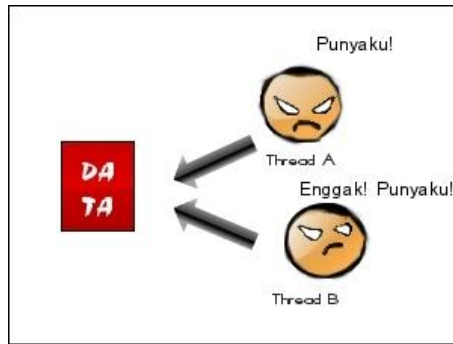 Punyaku!
Thread A
DA
TA
Enggak! Punyaku!
Thread B